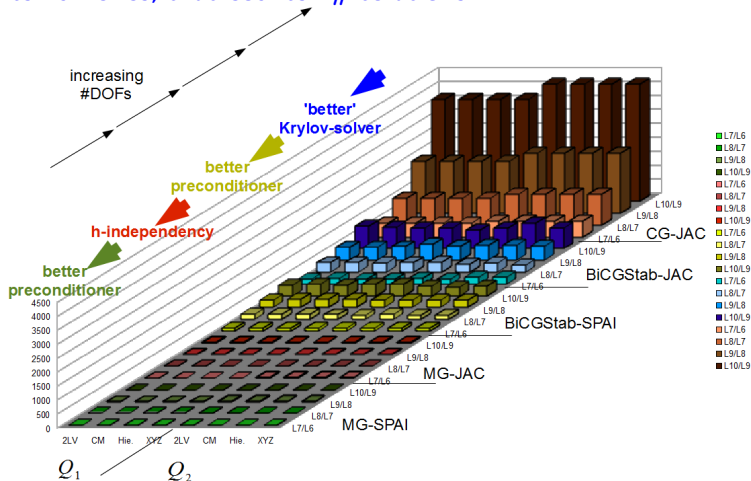 increasing
#DOFs
'better'
Krylov-solver
better
preconditioner
h-independency
better
preconditioner
4500
4000
3500
3000
2500
2000
1500
1000
500
0
2LV CM Hie. XYZ 2LV CM Hie. XYZ
Q1 Q2
L7/L6
L8/L7
L9/L8
L10/L9
MG-SPAI
L7/L6
L8/L7
L9/L8
L10/L9
MG-JAC
L7/L6
L8/L7
L9/L8
L10/L9
BiCGStab-SPAI
L7/L6
L8/L7
L9/L8
L10/L9
BiCGStab-JAC
L7/L6
L8/L7
L9/L8
L10/L9
CG-JAC
L7/L6
L8/L7
L9/L8
L10/L9
L7/L6
L8/L7
L9/L8
L10/L9
L7/L6
L8/L7
L9/L8
L10/L9
L7/L6
L8/L7
L9/L8
L10/L9
L7/L6
L8/L7
L9/L8
L10/L9